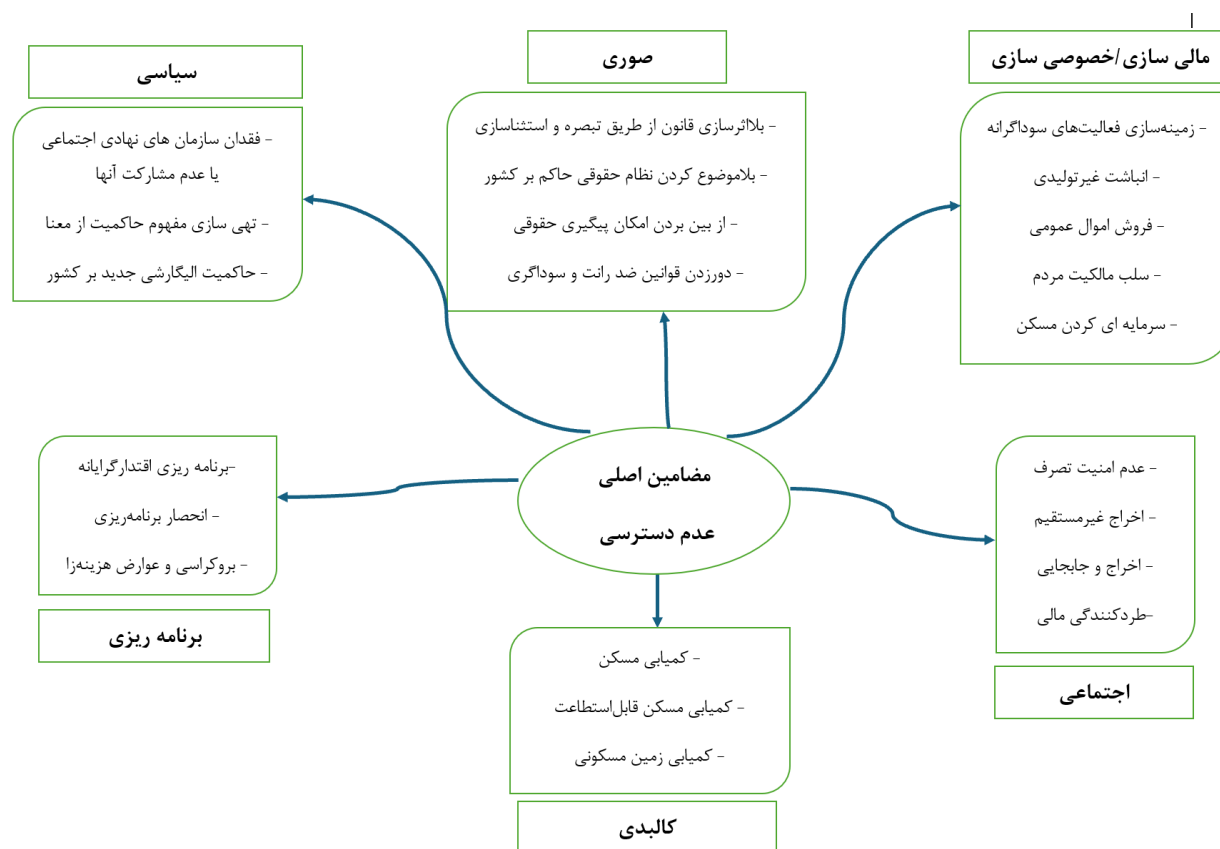 مالی سازی/خصوصی سازی
- زمینه‌سازی فعالیت‌های سوداگرانه
- انباشت غیرتولیدی
- فروش اموال عمومی
- سلب مالکیت مردم
- سرمایه ای کردن مسکن
صوری
- بلااثرسازی قانون از طریق تبصره و استثناسازی
- بلاموضوع کردن نظام حقوقی حاکم بر کشور
- از بین بردن امکان پیگیری حقوقی
- دورزدن قوانین ضد رانت و سوداگری
سیاسی
- فقدان سازمان های نهادی اجتماعی
یا عدم مشارکت آنها
- تهی سازی مفهوم حاکمیت از معنا
- حاکمیت الیگارشی جدید بر کشور
مضامین اصلی
عدم دسترسی
- عدم امنیت تصرف
- اخراج غیرمستقیم
- اخراج و جابجایی
-طردکنندگی مالی
اجتماعی
- کمیابی مسکن
- کمیابی مسکن قابل‌استطاعت
- کمیابی زمین مسکونی
کالبدی
-برنامه ریزی اقتدارگرایانه
- انحصار برنامه‌ریزی
- بروکراسی و عوارض هزینه‌زا
برنامه ریزی